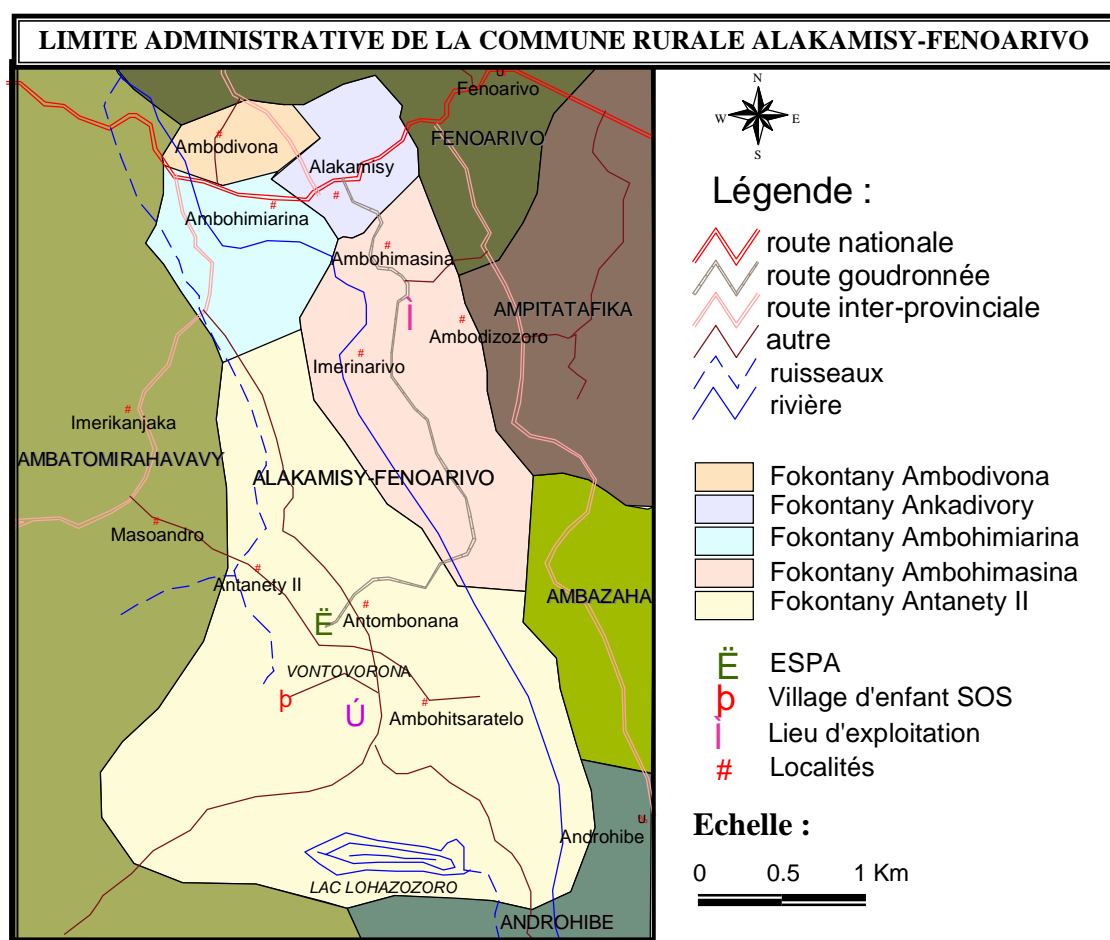 LIMITE ADMINISTRATIVE DE LA COMMUNE RURALE ALAKAMISY-FENOARIVO
u
Fenoarivo
FENOARIVO
#
Ambodivona
Alakamisy
#
#
Ambohimiarina
#
Ambohimasina
Ì
AMPITATAFIKA
#
Ambodizozoro
#
Imerinarivo
#
Imerikanjaka
AMBATOMIRAHAVAVY
ALAKAMISY-FENOARIVO
#
Masoandro
#
Antanety II
AMBAZAHA
#
Antombonana
Ë
VONTOVORONA
þ
Ú
#
Ambohitsaratelo
u
Androhibe
LAC LOHAZOZORO
ANDROHIBE
N
W E
S
Légende :
route nationale
route goudronnée
route inter-provinciale
autre
ruisseaux
rivière
Fokontany Ambodivona
Fokontany Ankadivory
Fokontany Ambohimiarina
Fokontany Ambohimasina
Fokontany Antanety II
Ë ESPA
þ Village d'enfant SOS
Ì Lieu d'exploitation
# Localités
Echelle :
0 0.5 1 Km